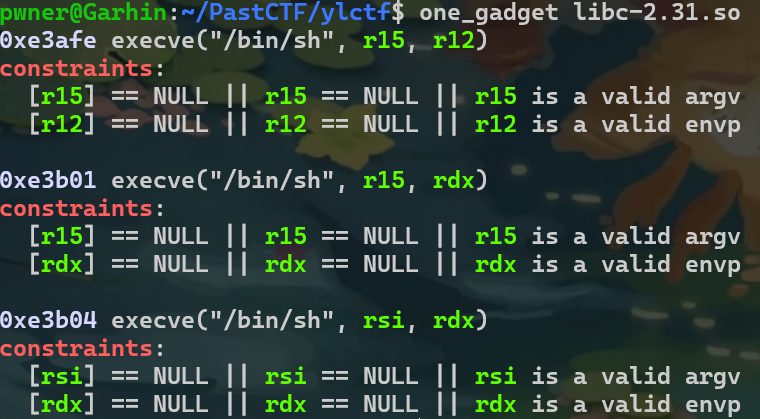 pwner@Garhin:~/PastCTF/ylctf$ one_gadget libc-2.31.so
0xe3afe execve("/bin/sh", r15, r12)
constraints:
  [r15] == NULL || r15 == NULL || r15 is a valid argv
  [r12] == NULL || r12 == NULL || r12 is a valid envp

0xe3b01 execve("/bin/sh", r15, rdx)
constraints:
  [r15] == NULL || r15 == NULL || r15 is a valid argv
  [rdx] == NULL || rdx == NULL || rdx is a valid envp

0xe3b04 execve("/bin/sh", rsi, rdx)
constraints:
  [rsi] == NULL || rsi == NULL || rsi is a valid argv
  [rdx] == NULL || rdx == NULL || rdx is a valid envp